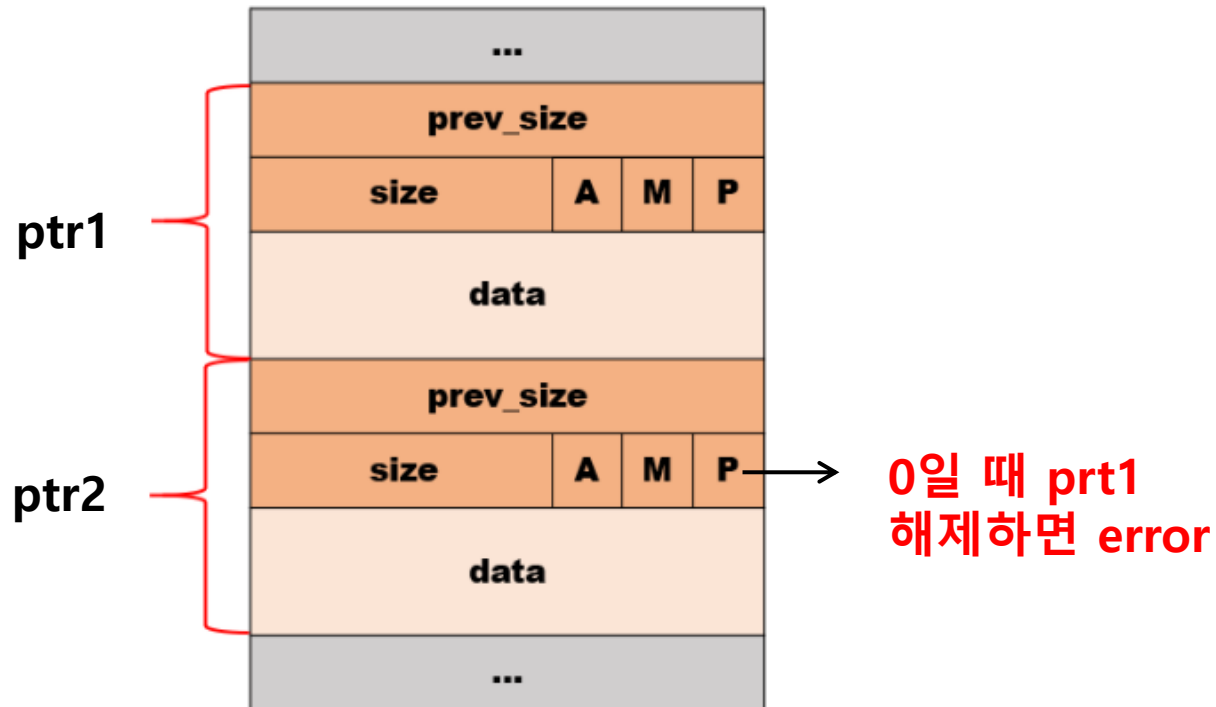 ...
prev_size
size A M P
ptr1
data
prev_size
size A M P
ptr2
0일 때 prt1
해제하면 error
data
...